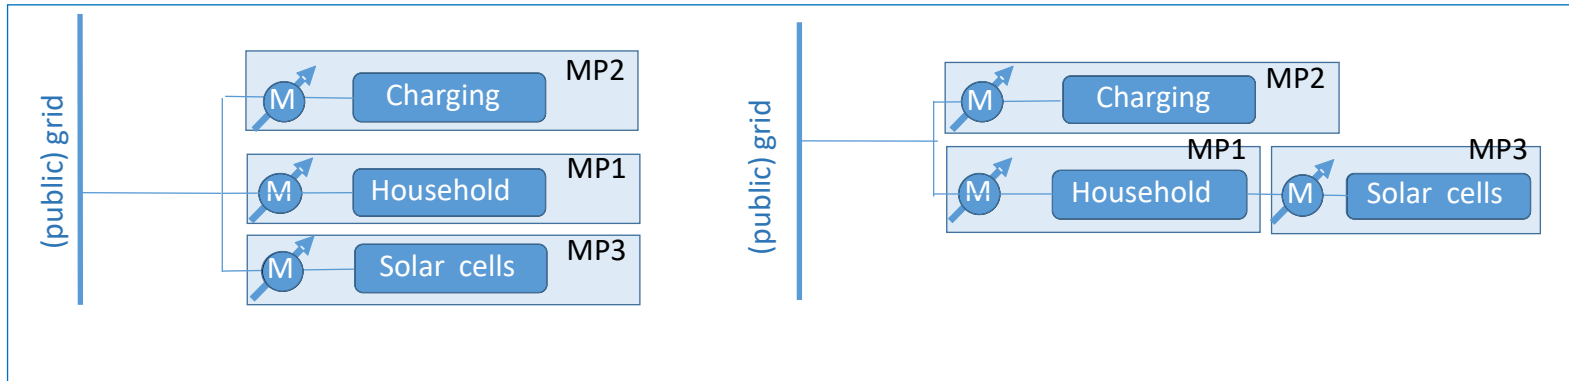 (public) grid
MP2
M
Charging
MP1
M
Household
MP3
M
Solar cells
(public) grid
MP2
M
Charging
MP1
M
Household
MP3
M
Solar cells